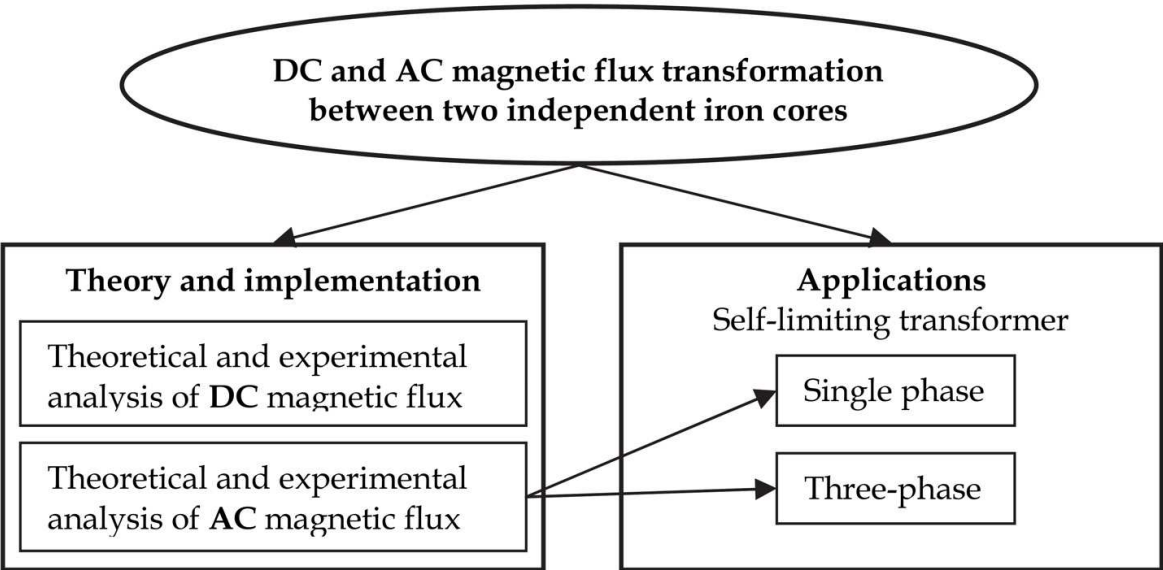 DC and AC magnetic flux transformation
between two independent iron cores
Theory and implementation
Theoretical and experimental
analysis of DC magnetic flux
Theoretical and experimental
analysis of AC magnetic flux
Applications
Self-limiting transformer
Single phase
Three-phase